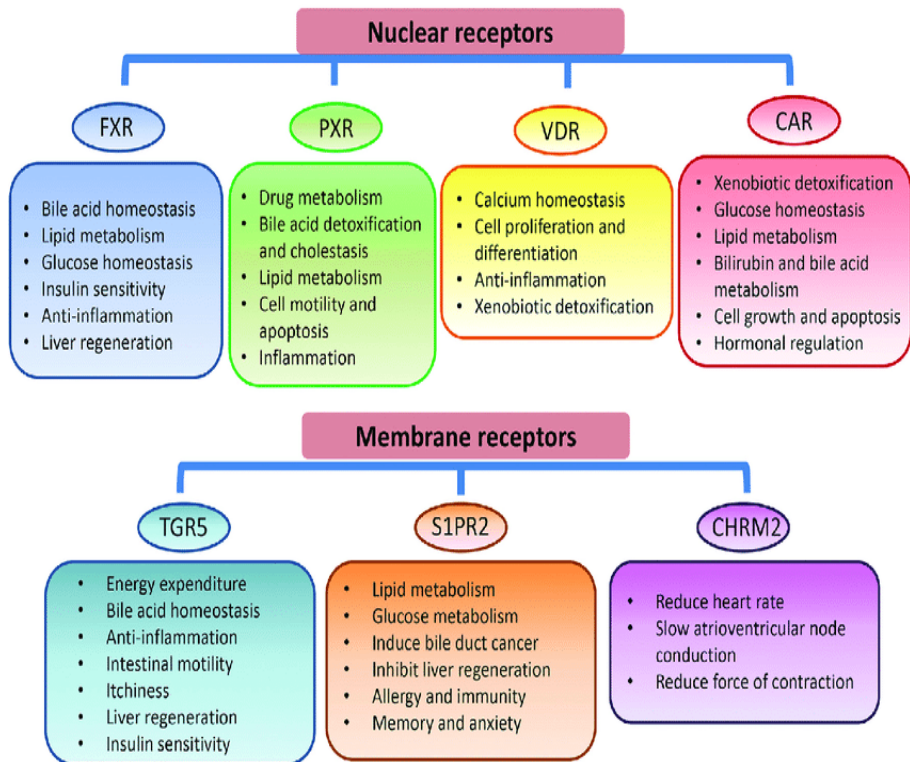 Nuclear receptors
FXR
PXR
VDR
CAR
• Bile acid homeostasis
• Lipid metabolism
• Glucose homeostasis
• Insulin sensitivity
• Anti-inflammation
• Liver regeneration
• Drug metabolism
• Bile acid detoxification
and cholestasis
• Lipid metabolism
• Cell motility and
apoptosis
• Inflammation
• Calcium homeostasis
• Cell proliferation and
differentiation
• Anti-inflammation
• Xenobiotic detoxification
• Xenobiotic detoxification
• Glucose homeostasis
• Lipid metabolism
• Bilirubin and bile acid
metabolism
• Cell growth and apoptosis
• Hormonal regulation
Membrane receptors
TGR5
S1PR2
CHRM2
• Energy expenditure
• Bile acid homeostasis
• Anti-inflammation
• Intestinal motility
• Itchiness
• Liver regeneration
• Insulin sensitivity
• Lipid metabolism
• Glucose metabolism
• Induce bile duct cancer
• Inhibit liver regeneration
• Allergy and immunity
• Memory and anxiety
• Reduce heart rate
• Slow atrioventricular node
conduction
• Reduce force of contraction